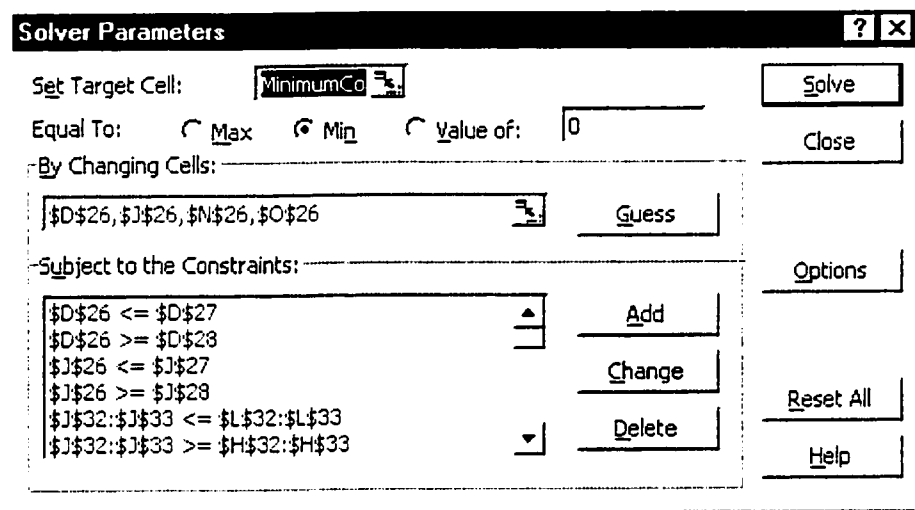 Solver Parameters ? X
Set Target Cell: MinimumCo Solve
Equal To: Max Min Value of: 0
Close
By Changing Cells:
$D$26,$J$26,$N$26,$O$26 Guess
Subject to the Constraints: Options
$D$26 <= $D$27 Add
$D$26 >= $D$28
$J$26 <= $J$27 Change
$J$26 >= $J$28 Reset All
$J$32:$J$33 <= $L$32:$L$33 Delete
$J$32:$J$33 >= $H$32:$H$33 Help